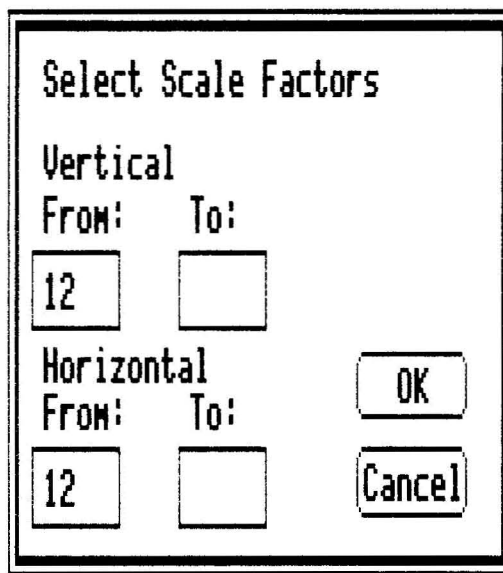 Select Scale Factors
Vertical
From: To:
12
Horizontal
From: To:
OK
12
Cancel